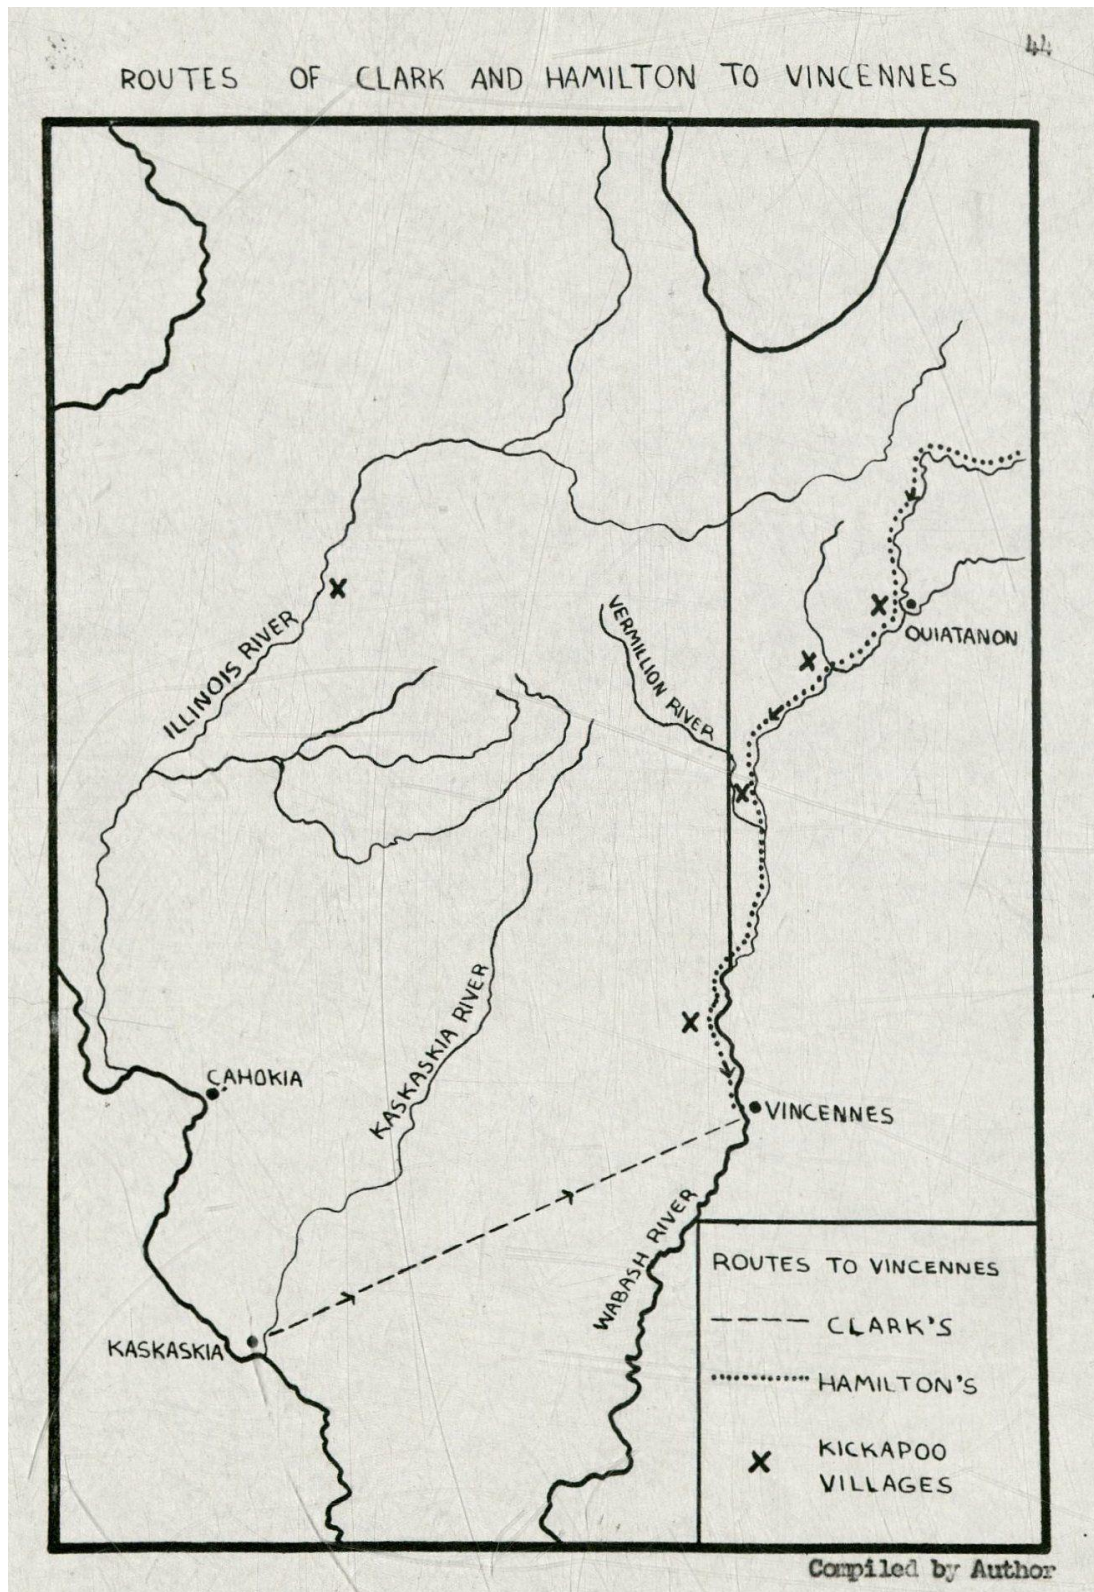 44
ROUTES OF CLARK AND HAMILTON TO VINCENNES
OUIATANON
VERMILLION RIVER
ILLINOIS RIVER
KASKASKIA RIVER
CAHOKIA
VINCENNES
WABASH RIVER
KASKASKIA
ROUTES TO VINCENNES
CLARK'S
HAMILTON'S
X KICKAPOO
VILLAGES
Compiled by Author